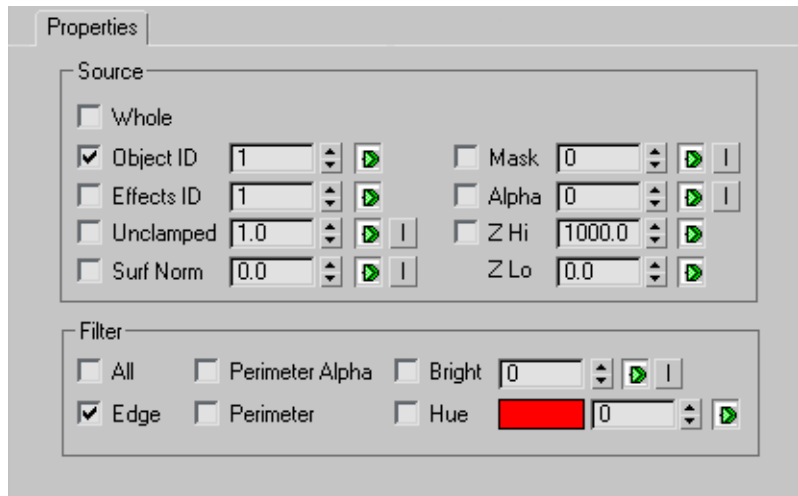 Properties
Source
Whole
Object ID 1 Mask 0 I
Effects ID 1 Alpha 0 I
Unclamped 1.0 I Z Hi 1000.0
Surf Norm 0.0 I Z Lo 0.0
Filter
All Perimeter Alpha Bright 0 I
Edge Perimeter Hue 0